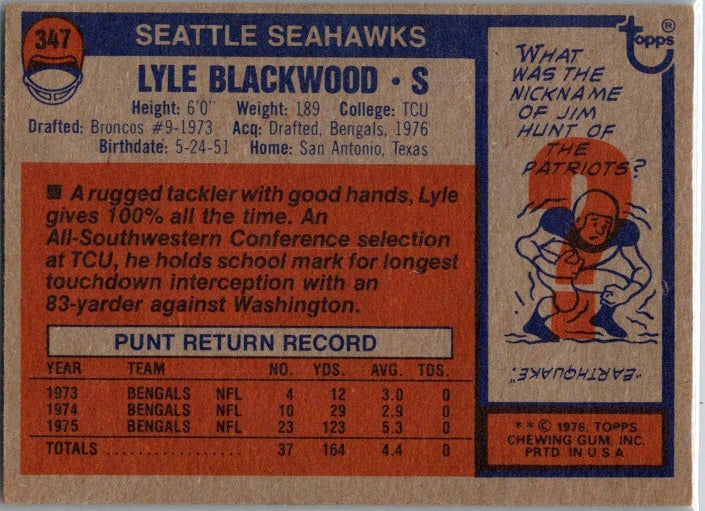 347
SEATTLE SEAHAWKS
LYLE BLACKWOOD • S
Height: 6'0" Weight: 189 College: TCU
Drafted: Broncos #9-1973 Acq: Drafted, Bengals, 1976
Birthdate: 5-24-51 Home: San Antonio, Texas
■ A rugged tackler with good hands, Lyle
gives 100% all the time. An
All-Southwestern Conference selection
at TCU, he holds school mark for longest
touchdown interception with an
83-yarder against Washington.
PUNT RETURN RECORD
YEAR TEAM NO. YDS. AVG. TDS.
1973 BENGALS NFL 4 12 3.0 0
1974 BENGALS NFL 10 29 2.9 0
1975 BENGALS NFL 23 123 5.3 0
TOTALS .................... 37 164 4.4 0
topps ®
WHAT
WAS THE
NICKNAME
OF JIM
HUNT OF
THE
PATRIOTS?
?
"EARTHQUAKE."
* * © 1976, TOPPS
CHEWING GUM, INC.
PRTD. IN U.S.A